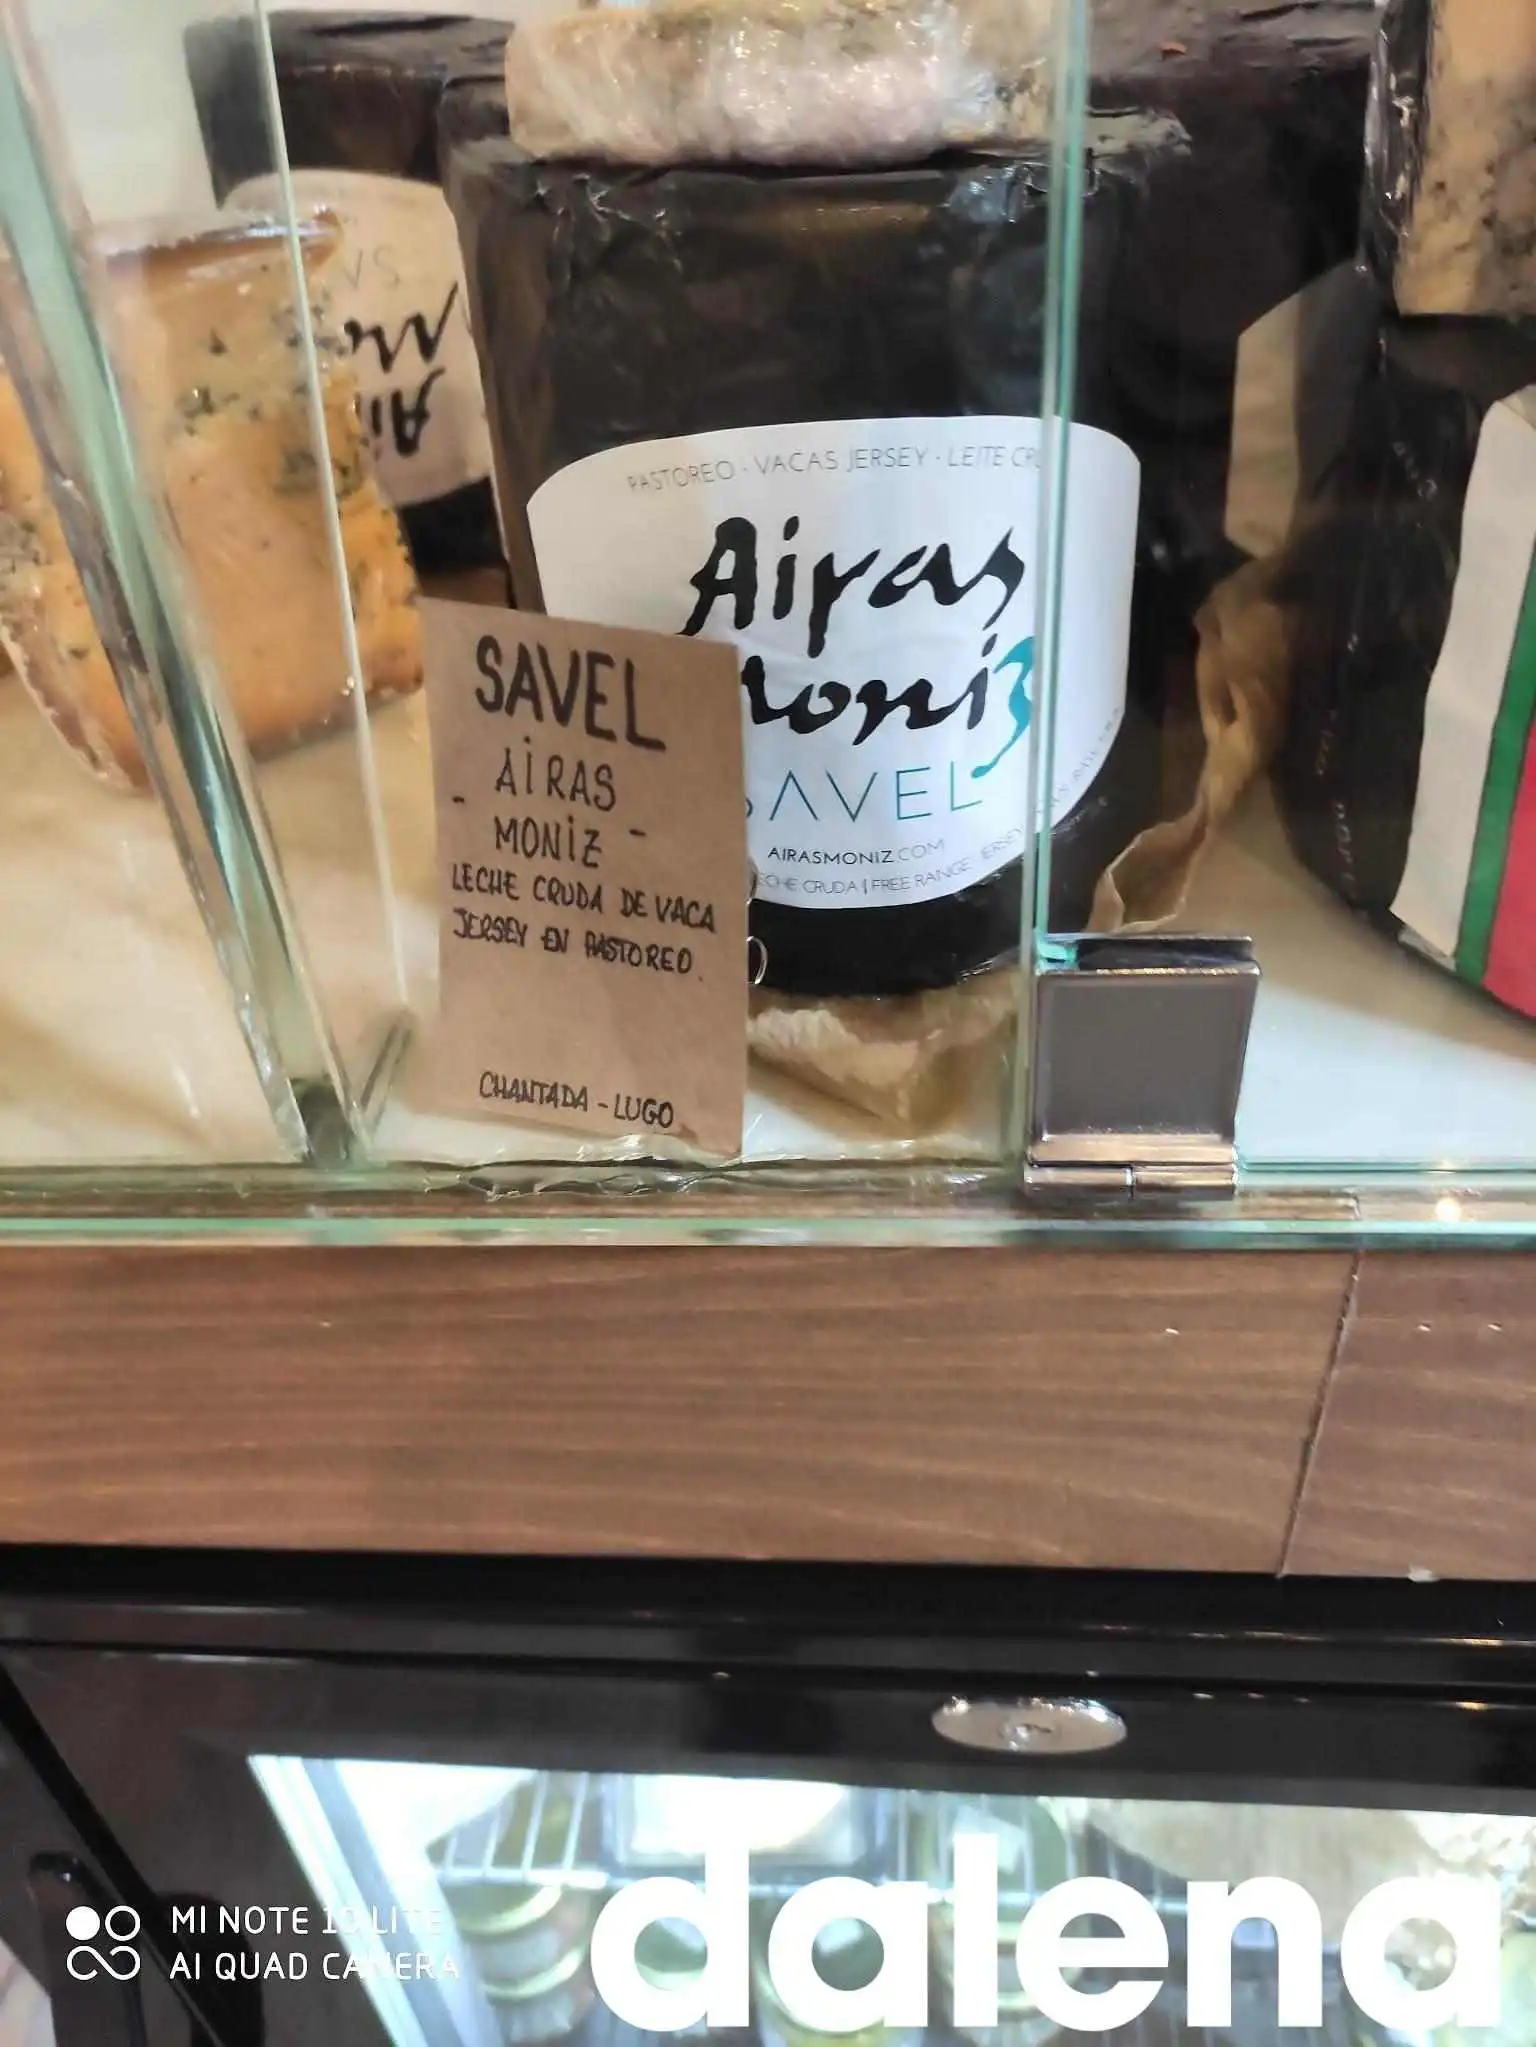 PASTOREO · VACAS JERSEY · LEITE
Airas
Moniz
SAVEL
AIRASMONIZ.COM
LECHE CRUDA | FREE RANGE JERSEY
SAVEL
AiRAS
- MONiZ -
LECHE CRUDA DE VACA
JERSEY EN PASTOREO.
CHANTADA - LUGO
MI NOTE 10 LITE
AI QUAD CAMERA
dalena